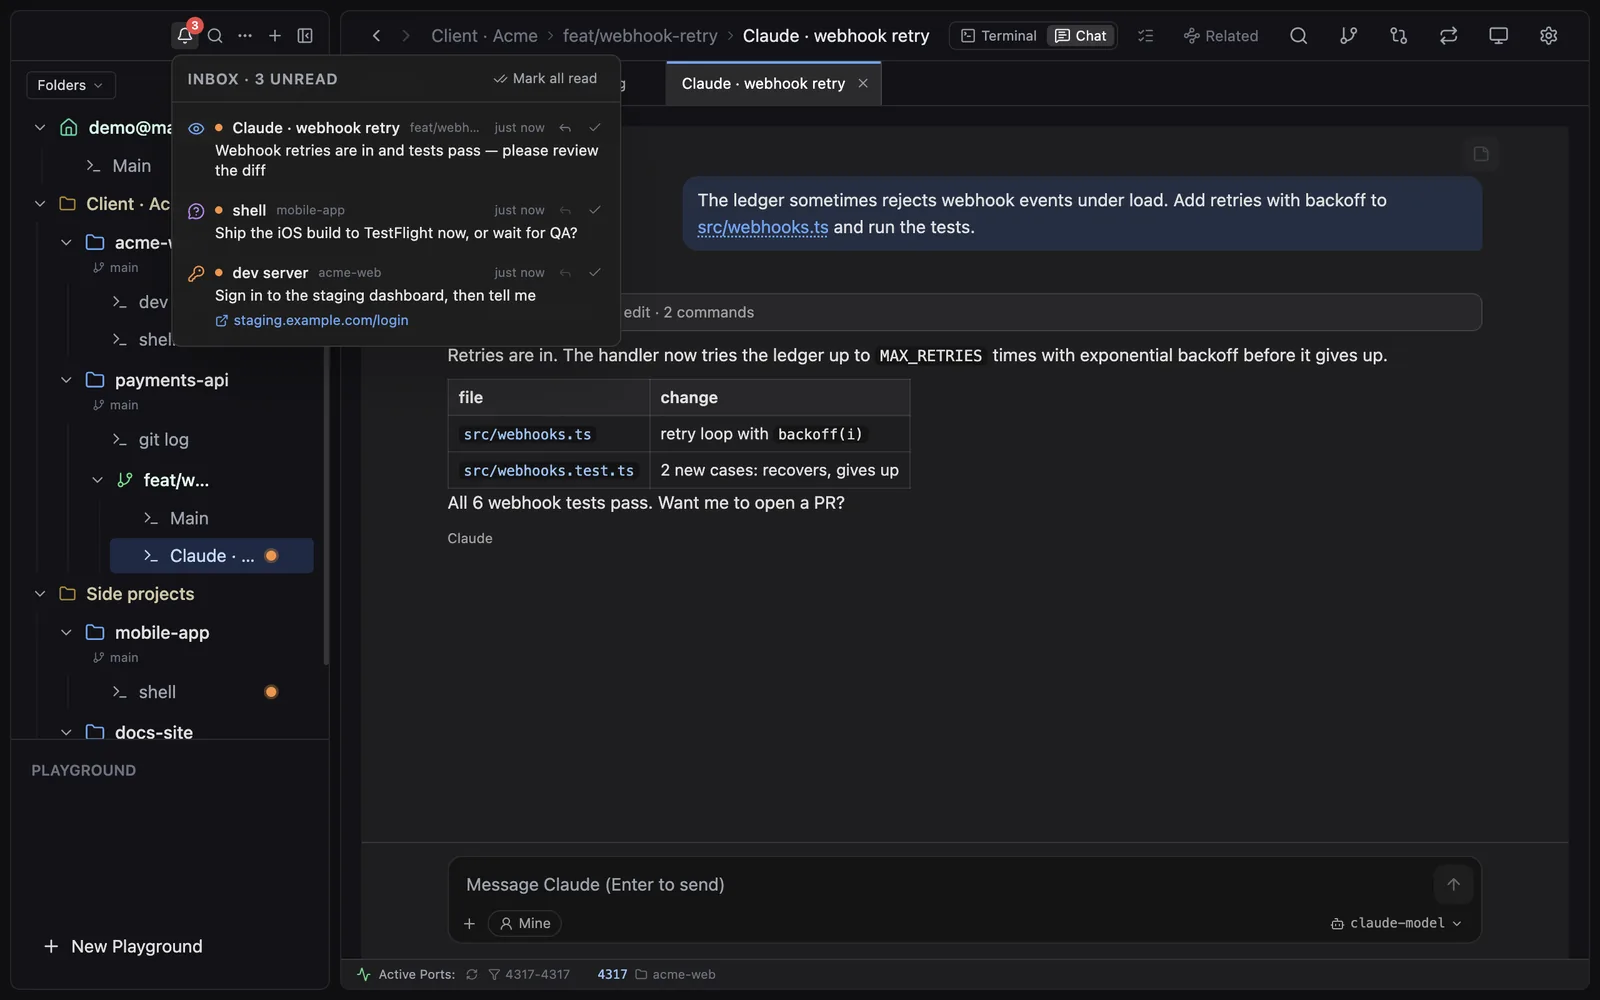 3
Client · Acme
feat/webhook-retry
Claude · webhook retry
Terminal
Chat
Related
Folders
INBOX · 3 UNREAD
Mark all read
Claude · webhook retry
demo@ma
Claude · webhook retry feat/webh... just now
Webhook retries are in and tests pass — please review
the diff
Main
Client · Ac
shell mobile-app just now
Ship the iOS build to TestFlight now, or wait for QA?
acme-w
main
dev server acme-web just now
Sign in to the staging dashboard, then tell me
staging.example.com/login
dev
shell
The ledger sometimes rejects webhook events under load. Add retries with backoff to
src/webhooks.ts and run the tests.
edit · 2 commands
Retries are in. The handler now tries the ledger up to MAX_RETRIES times with exponential backoff before it gives up.
file change
src/webhooks.ts retry loop with backoff(i)
src/webhooks.test.ts 2 new cases: recovers, gives up
All 6 webhook tests pass. Want me to open a PR?
Claude
payments-api
main
git log
feat/w...
Main
Claude · ...
Side projects
mobile-app
main
shell
docs-site
PLAYGROUND
New Playground
Message Claude (Enter to send)
Mine
claude-model
Active Ports:
4317-4317
4317
acme-web